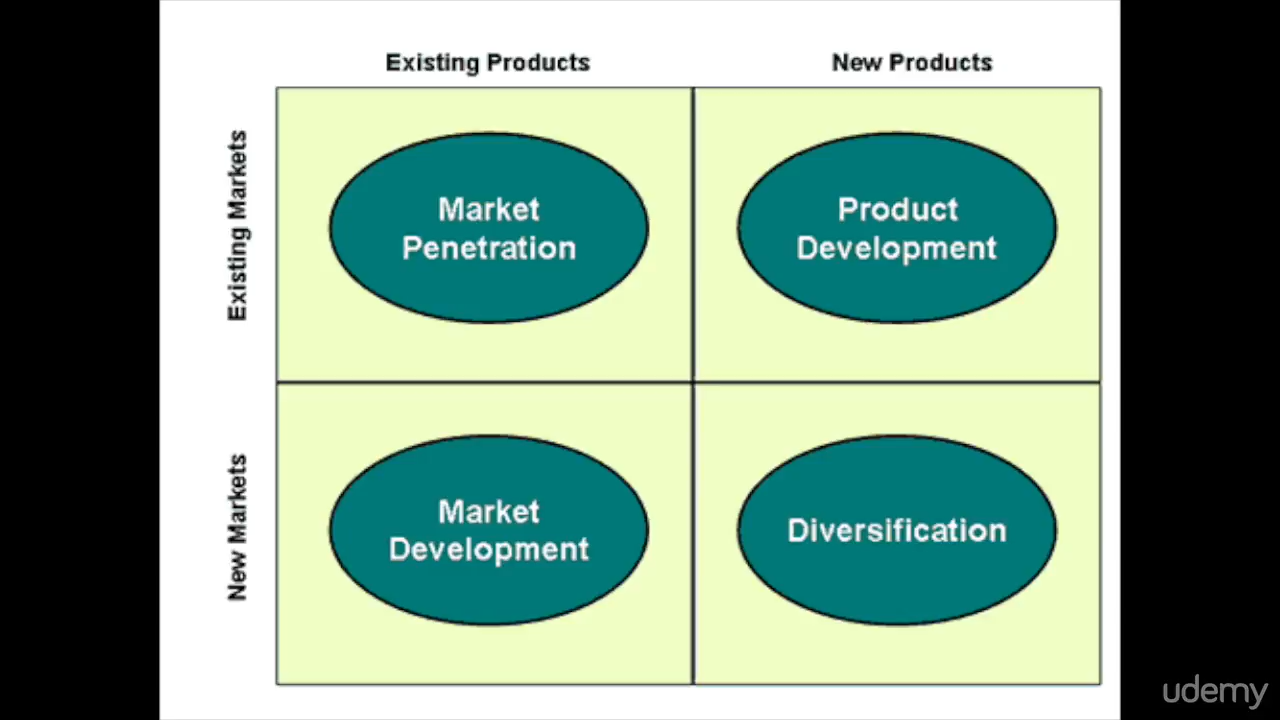 Existing Products
New Products
Existing Markets
Market
Penetration
Product
Development
New Markets
Market
Development
Diversification
udemy